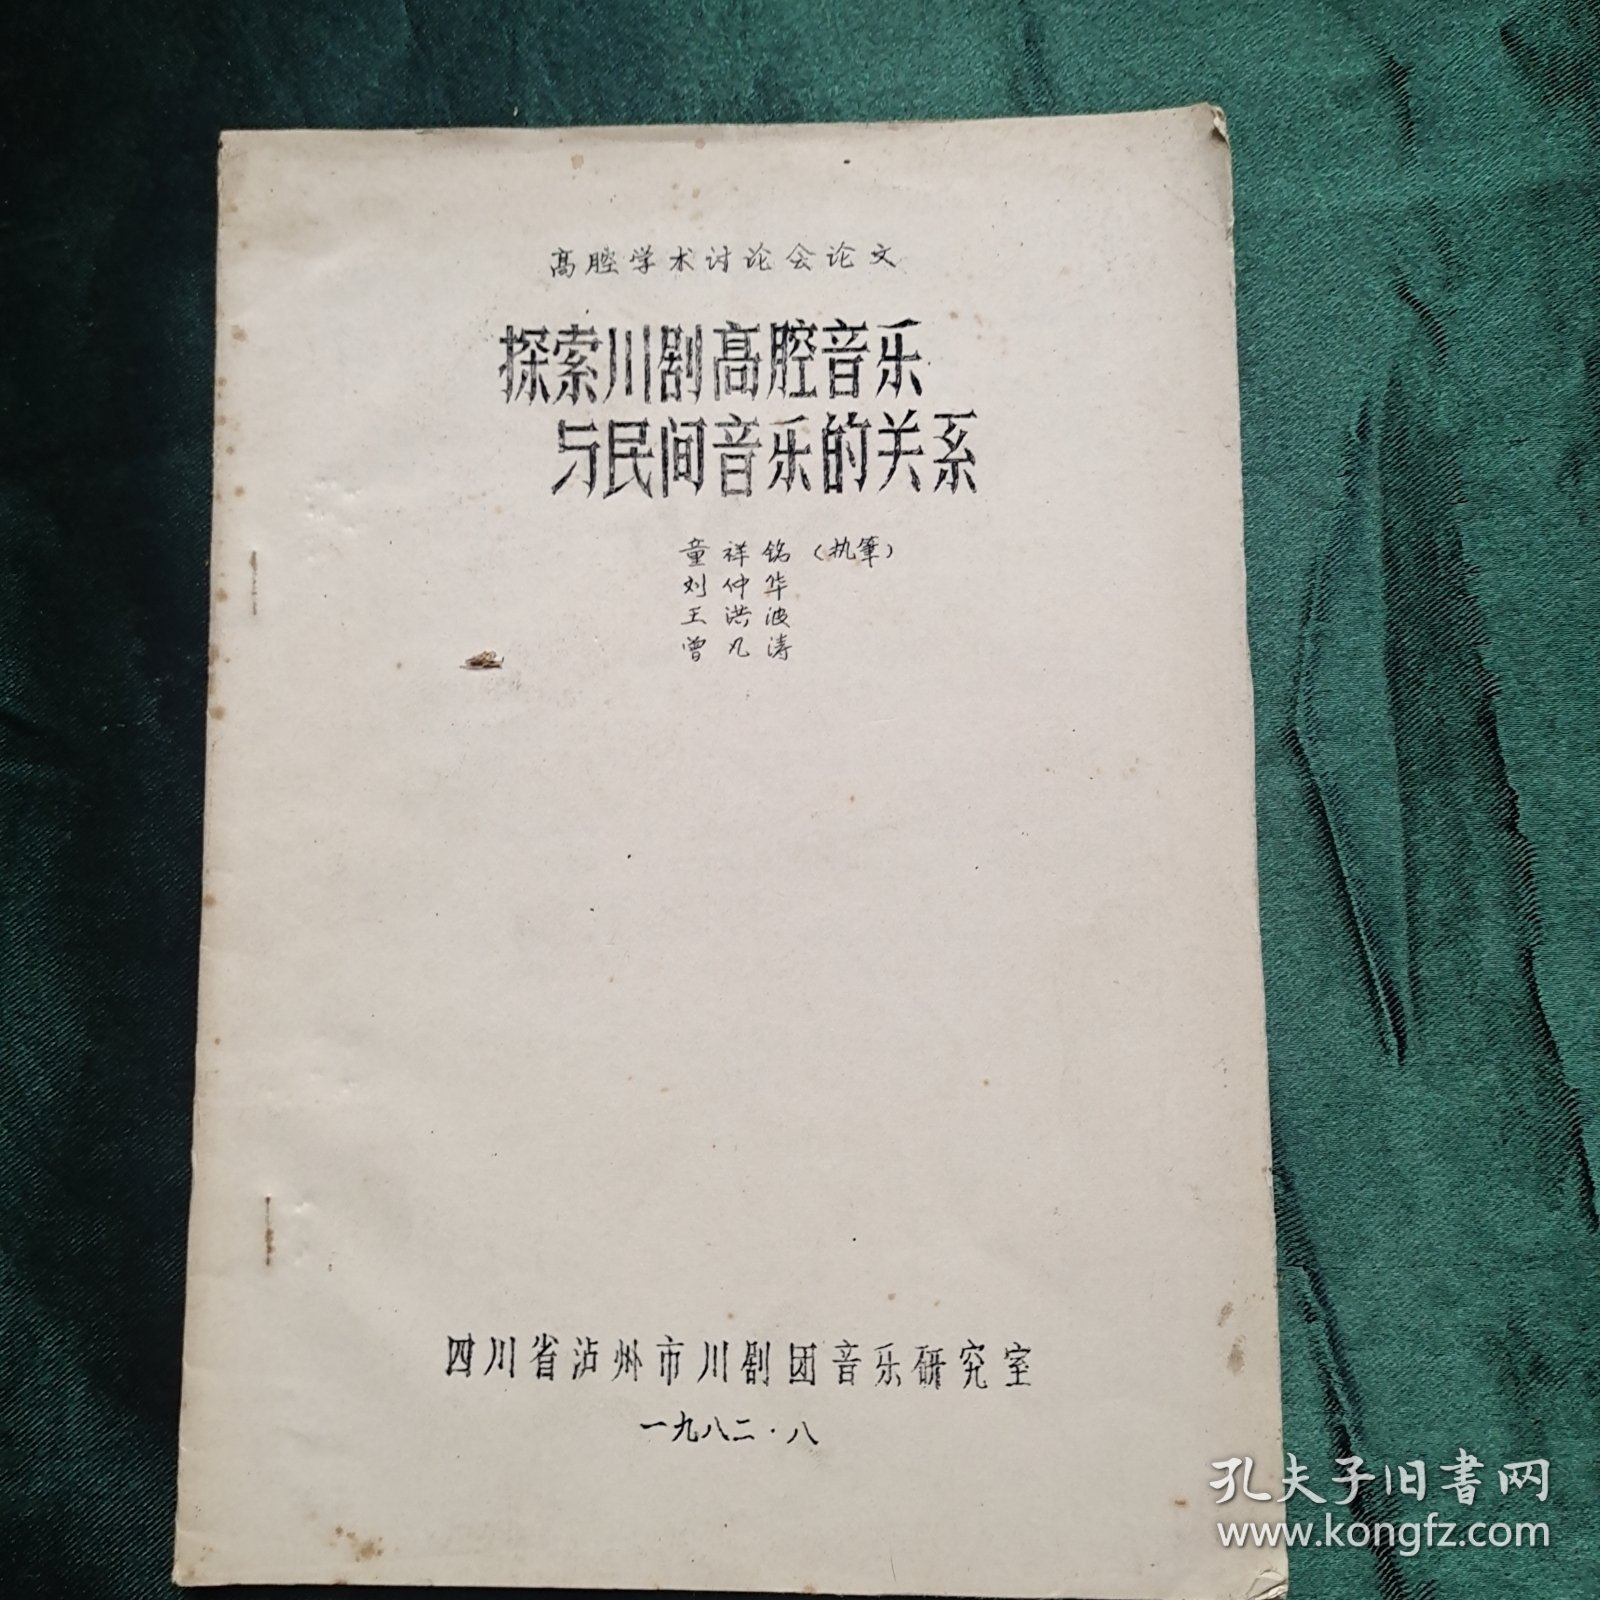 高腔学术讨论会论文
探索川剧高腔音乐
与民间音乐的关系
童祥铭（执筆）
刘仲华
王洪波
曾凡涛
四川省泸州市川剧团音乐研究室
一九八二·八
孔夫子旧书网
www.kongfz.com